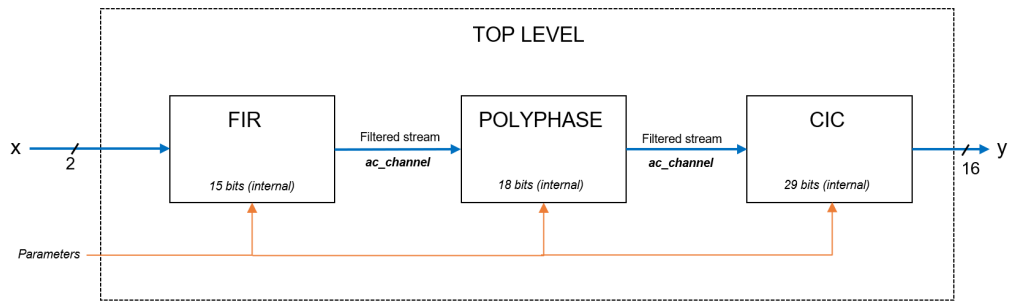 TOP LEVEL
FIR
POLYPHASE
CIC
x
2
Filtered stream
ac_channel
Filtered stream
ac_channel
16
y
15 bits (internal)
18 bits (internal)
29 bits (internal)
Parameters